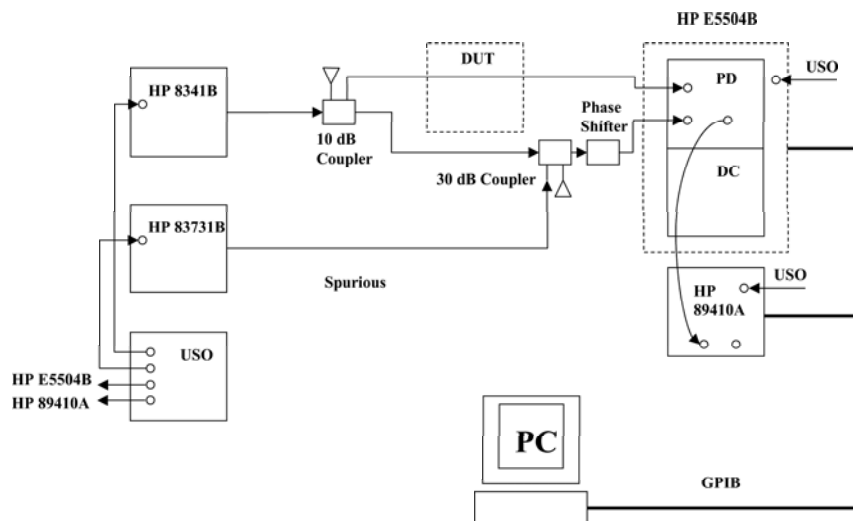 HP E5504B
HP 8341B
DUT
PD
USO
Phase
Shifter
10 dB
Coupler
30 dB Coupler
DC
HP 83731B
Spurious
HP
89410A
USO
USO
HP E5504B
HP 89410A
PC
GPIB